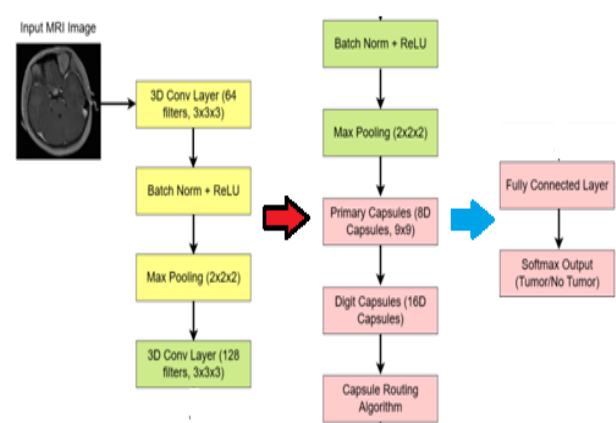 Input MRI Image
3D Conv Layer (64
filters, 3x3x3)
Batch Norm + ReLU
Max Pooling (2x2x2)
3D Conv Layer (128
filters, 3x3x3)
Batch Norm + ReLU
Max Pooling (2x2x2)
Primary Capsules (8D
Capsules, 9x9)
Digit Capsules (16D
Capsules)
Capsule Routing
Algorithm
Fully Connected Layer
Softmax Output
(Tumor/No Tumor)